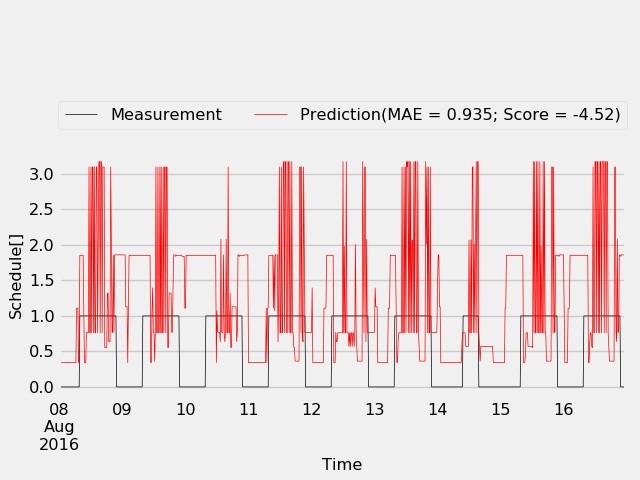 Measurement
Prediction(MAE = 0.935; Score = -4.52)
3.0
2.5
2.0
1.5
1.0
0.5
0.0
Schedule[]
08 09 10 11 12 13 14 15 16
Aug
2016
Time